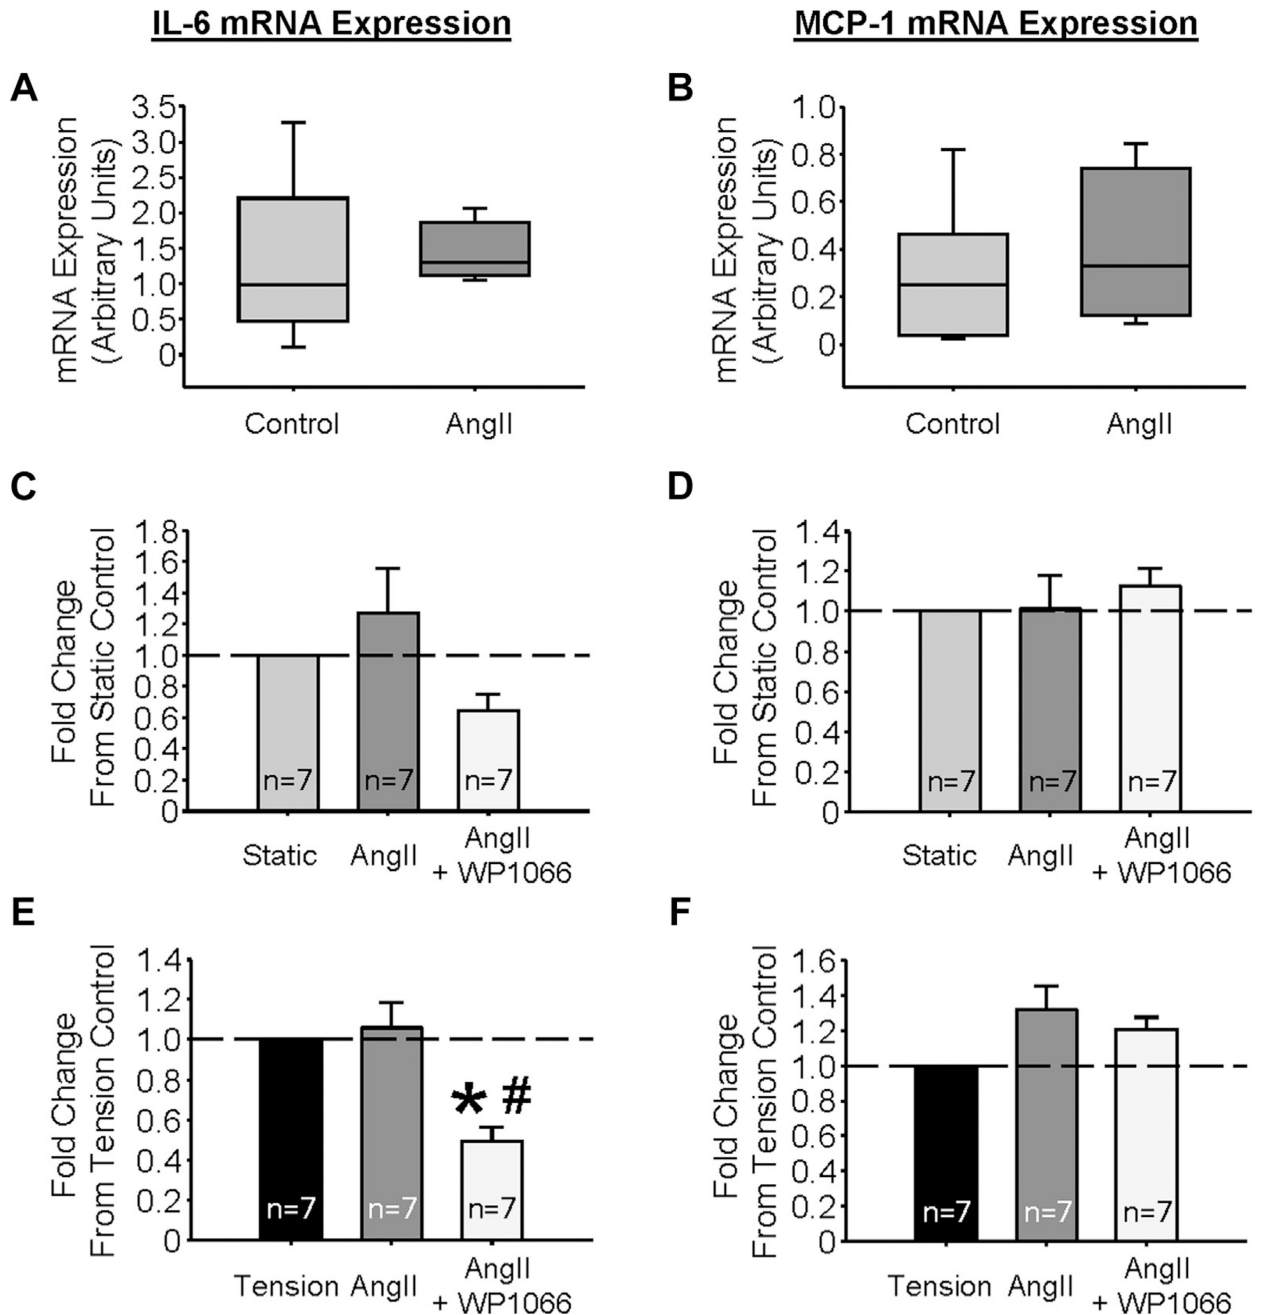 IL-6 mRNA Expression
MCP-1 mRNA Expression
A
mRNA Expression
(Arbitrary Units)
3.5
3.0
2.5
2.0
1.5
1.0
0.5
0
Control
AngII
B
mRNA Expression
(Arbitrary Units)
1.0
0.8
0.6
0.4
0.2
0
Control
AngII
C
Fold Change
From Static Control
1.8
1.6
1.4
1.2
1.0
0.8
0.6
0.4
0.2
0
n=7
n=7
n=7
Static
AngII
AngII
+ WP1066
D
Fold Change
From Static Control
1.4
1.2
1.0
0.8
0.6
0.4
0.2
0
n=7
n=7
n=7
Static
AngII
AngII
+ WP1066
E
Fold Change
From Tension Control
1.4
1.2
1.0
0.8
0.6
0.4
0.2
0
* #
n=7
n=7
n=7
Tension
AngII
AngII
+ WP1066
F
Fold Change
From Tension Control
1.6
1.4
1.2
1.0
0.8
0.6
0.4
0.2
0
n=7
n=7
n=7
Tension
AngII
AngII
+ WP1066